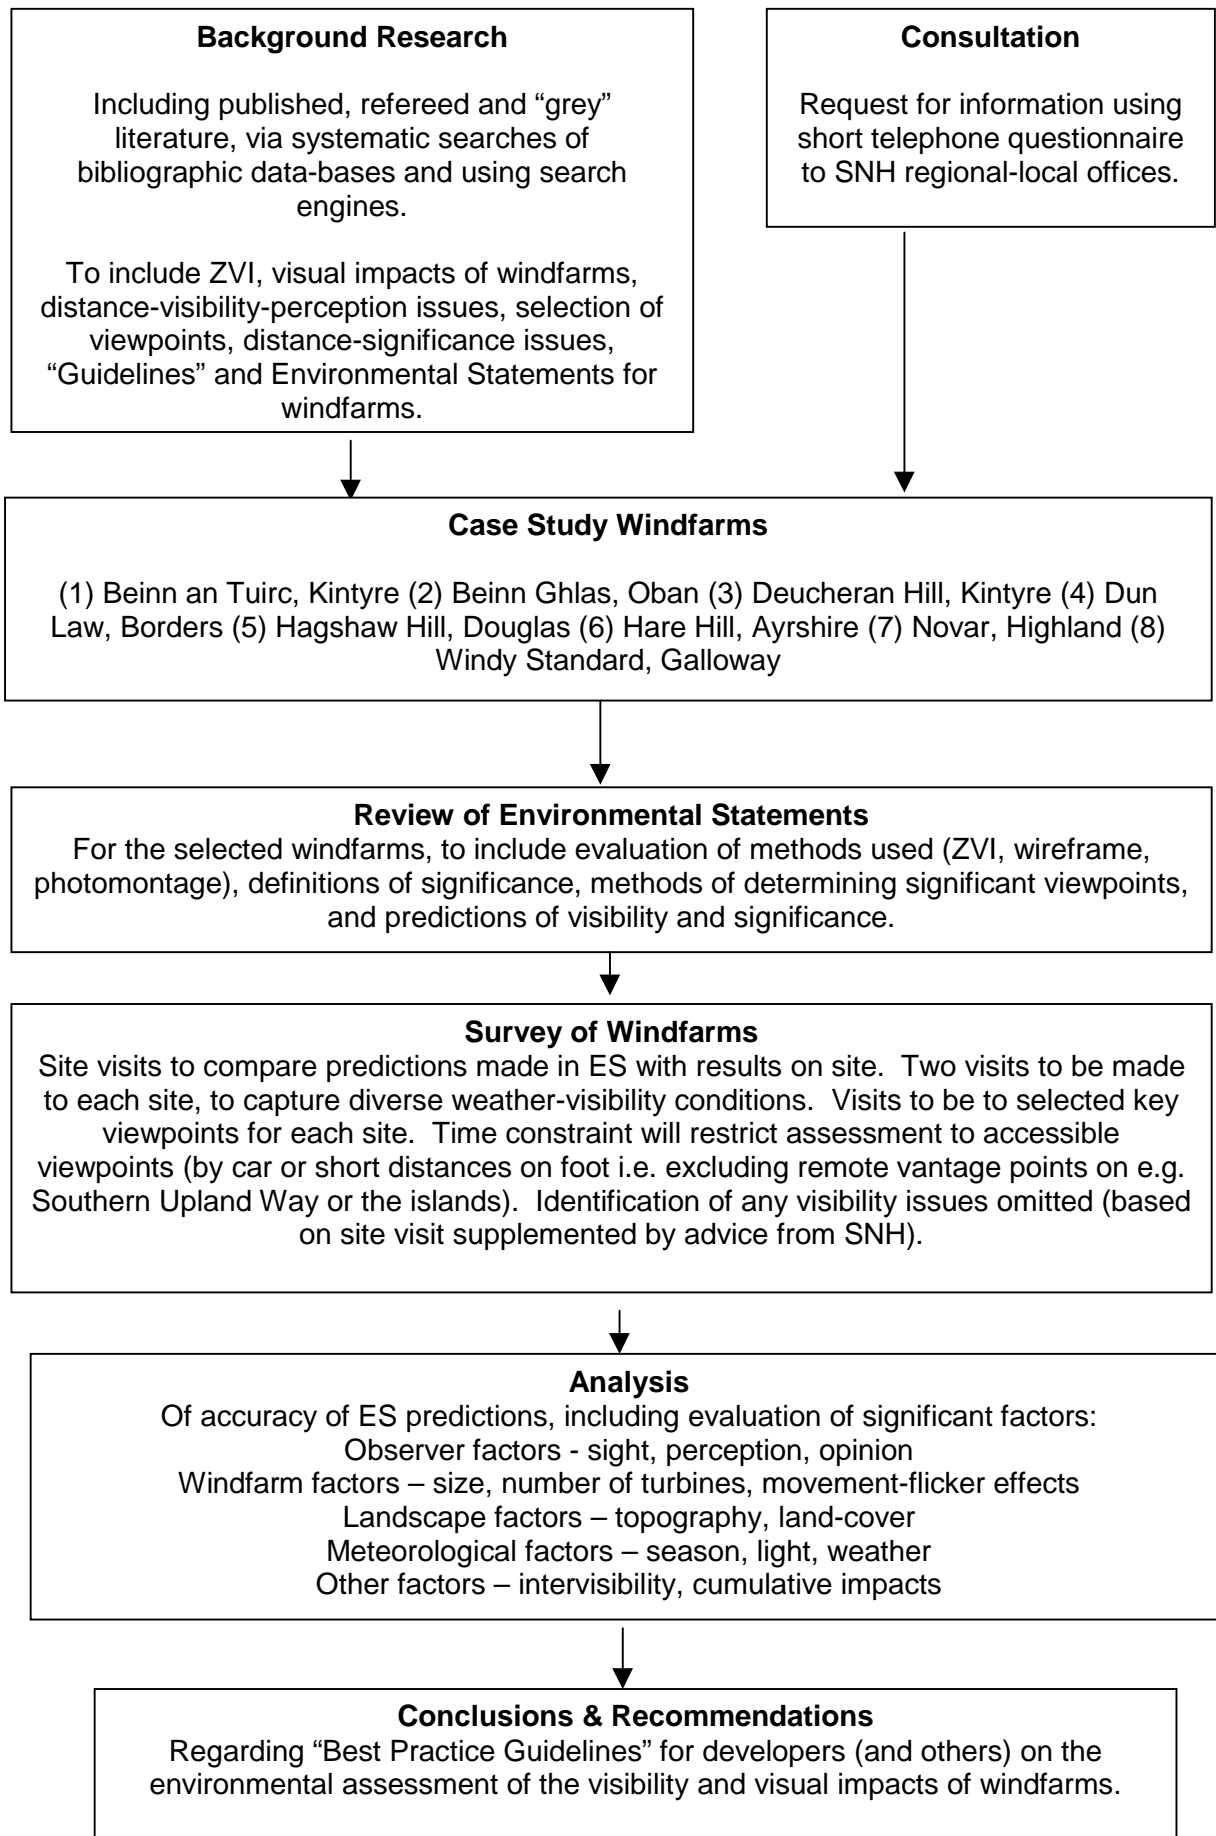 Background Research
Including published, refereed and “grey”
literature, via systematic searches of
bibliographic data-bases and using search
engines.
To include ZVI, visual impacts of windfarms,
distance-visibility-perception issues, selection of
viewpoints, distance-significance issues,
“Guidelines” and Environmental Statements for
windfarms.
Consultation
Request for information using
short telephone questionnaire
to SNH regional-local offices.
Case Study Windfarms
(1) Beinn an Tuirc, Kintyre (2) Beinn Ghlas, Oban (3) Deucheran Hill, Kintyre (4) Dun
Law, Borders (5) Hagshaw Hill, Douglas (6) Hare Hill, Ayrshire (7) Novar, Highland (8)
Windy Standard, Galloway
Review of Environmental Statements
For the selected windfarms, to include evaluation of methods used (ZVI, wireframe,
photomontage), definitions of significance, methods of determining significant viewpoints,
and predictions of visibility and significance.
Survey of Windfarms
Site visits to compare predictions made in ES with results on site.  Two visits to be made
to each site, to capture diverse weather-visibility conditions.  Visits to be to selected key
viewpoints for each site.  Time constraint will restrict assessment to accessible
viewpoints (by car or short distances on foot i.e. excluding remote vantage points on e.g.
Southern Upland Way or the islands).  Identification of any visibility issues omitted (based
on site visit supplemented by advice from SNH).
Analysis
Of accuracy of ES predictions, including evaluation of significant factors:
Observer factors - sight, perception, opinion
Windfarm factors – size, number of turbines, movement-flicker effects
Landscape factors – topography, land-cover
Meteorological factors – season, light, weather
Other factors – intervisibility, cumulative impacts
Conclusions & Recommendations
Regarding “Best Practice Guidelines” for developers (and others) on the
environmental assessment of the visibility and visual impacts of windfarms.